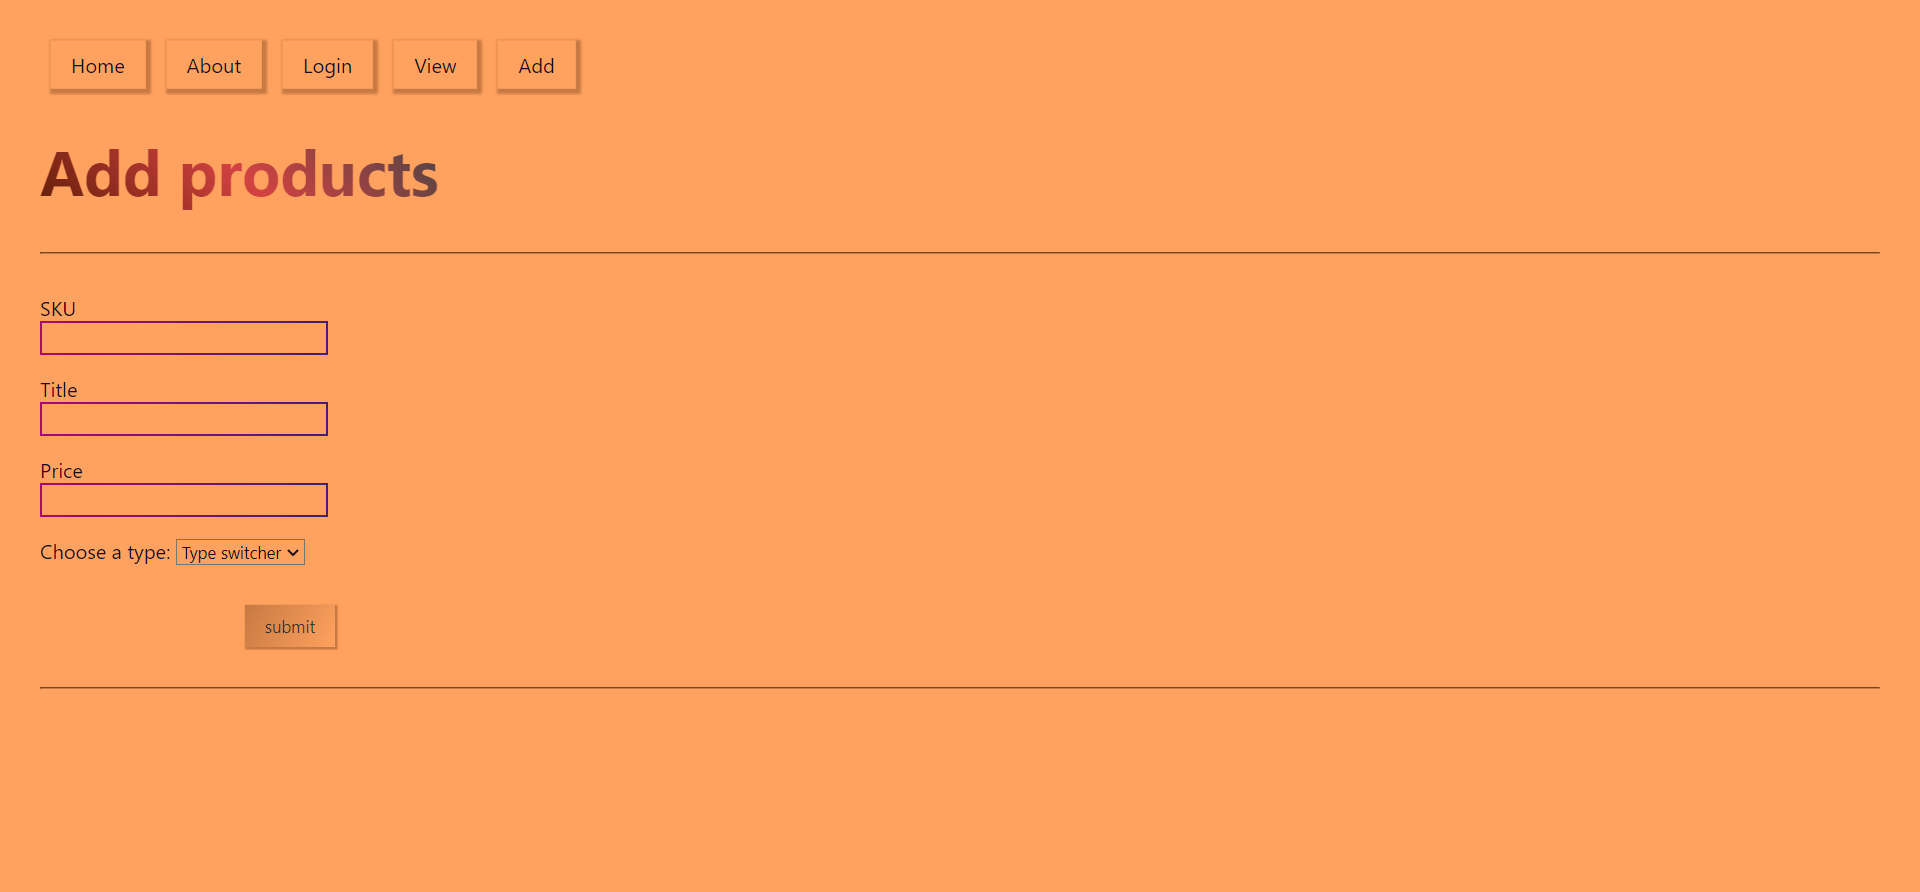 Home About Login View Add
Add products
SKU
Title
Price
Choose a type: Type switcher
submit